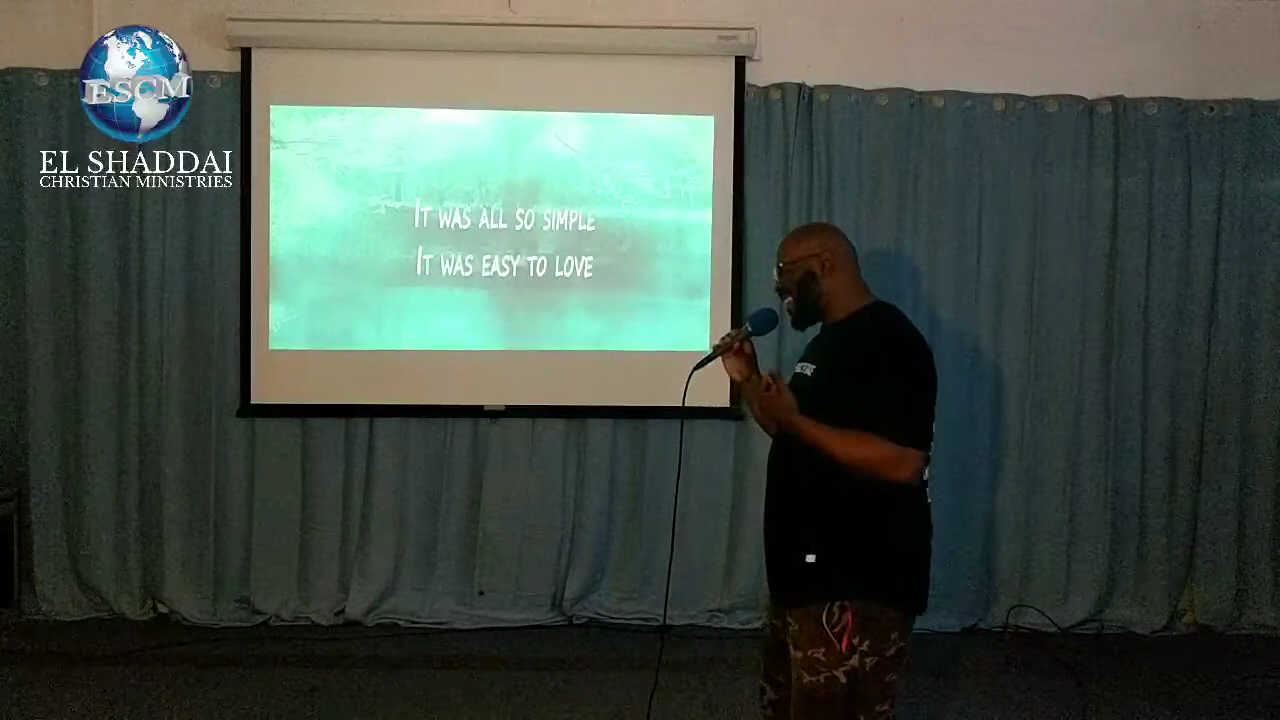 ESCM
EL SHADDAI
CHRISTIAN MINISTRIES
IT WAS ALL SO SIMPLE
IT WAS EASY TO LOVE